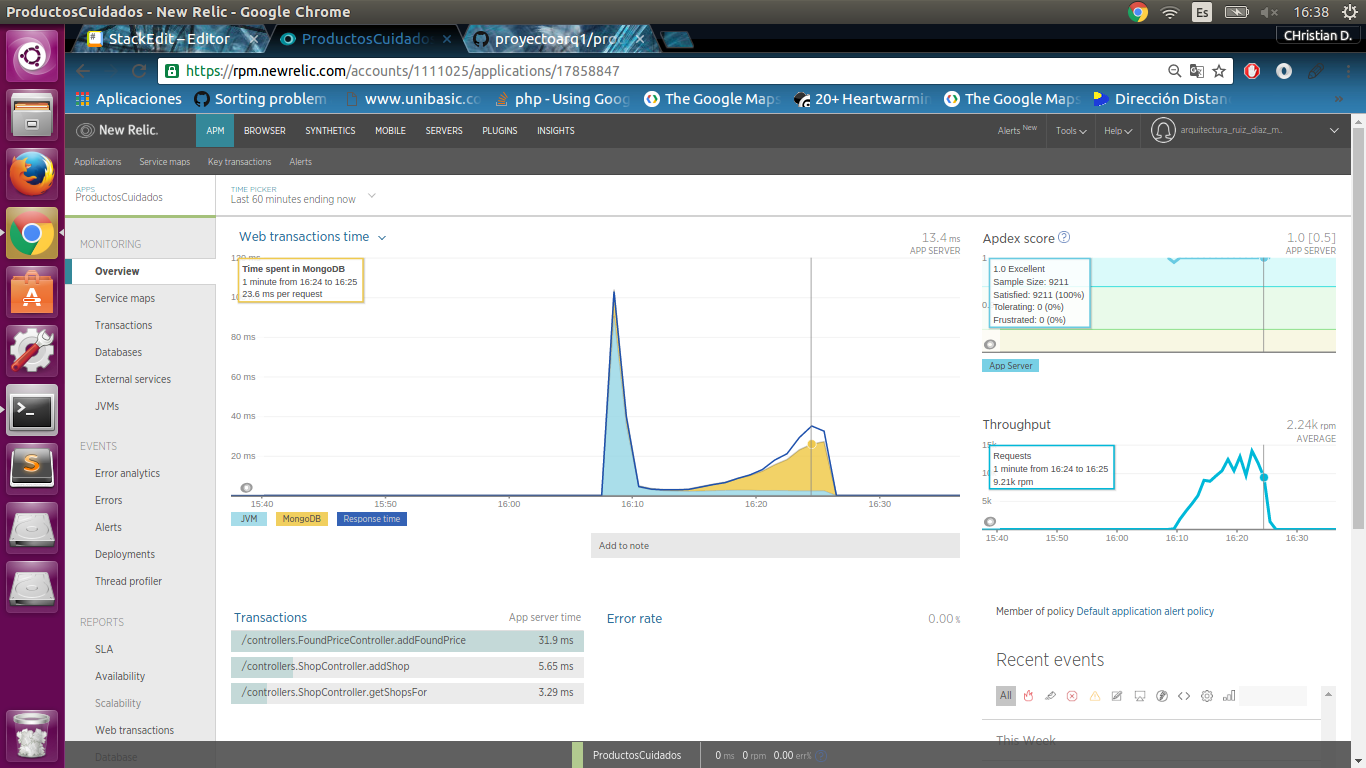 ProductosCuidados - New Relic - Google Chrome
Es
16:38
StackEdit – Editor
ProductosCuidado
proyectoarq1/pro
Christian D.
https://rpm.newrelic.com/accounts/1111025/applications/17858847
Aplicaciones
Sorting problem
www.unibasic.co
php - Using Goog
The Google Maps
20+ Heartwarmin
The Google Maps
Dirección Distan
New Relic.
APM
BROWSER
SYNTHETICS
MOBILE
SERVERS
PLUGINS
INSIGHTS
Alerts New
Tools
Help
arquitectura_ruiz_diaz_m..
Applications
Service maps
Key transactions
Alerts
APPS
ProductosCuidados
TIME PICKER
Last 60 minutes ending now
MONITORING
Overview
Service maps
Transactions
Databases
External services
JVMs
EVENTS
Error analytics
Errors
Alerts
Deployments
Thread profiler
REPORTS
SLA
Availability
Scalability
Web transactions
Database
Web transactions time
13.4 ms
APP SERVER
Time spent in MongoDB
1 minute from 16:24 to 16:25
23.6 ms per request
80 ms
60 ms
40 ms
20 ms
15:40
15:50
16:00
16:10
16:20
16:30
JVM
MongoDB
Response time
Add to note
Apdex score
?
1.0 [0.5]
APP SERVER
1
1.0 Excellent
Sample Size: 9211
Satisfied: 9211 (100%)
Tolerating: 0 (0%)
Frustrated: 0 (0%)
App Server
Throughput
2.24k rpm
AVERAGE
Requests
1 minute from 16:24 to 16:25
9.21k rpm
5k
15:40
15:50
16:00
16:10
16:20
16:30
Transactions
App server time
/controllers.FoundPriceController.addFoundPrice
31.9 ms
/controllers.ShopController.addShop
5.65 ms
/controllers.ShopController.getShopsFor
3.29 ms
Error rate
0.00 %
Member of policy Default application alert policy
Recent events
All
This Week
ProductosCuidados
0 ms
0 rpm
0.00 err%